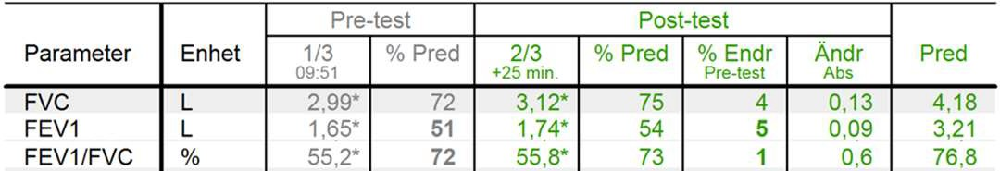 Pre-test Post-test
Parameter Enhet 1/3 % Pred 2/3 % Pred % Endr Ändr Pred
09:51 +25 min. Pre-test Abs
FVC L 2,99* 72 3,12* 75 4 0,13 4,18
FEV1 L 1,65* 51 1,74* 54 5 0,09 3,21
FEV1/FVC % 55,2* 72 55,8* 73 1 0,6 76,8